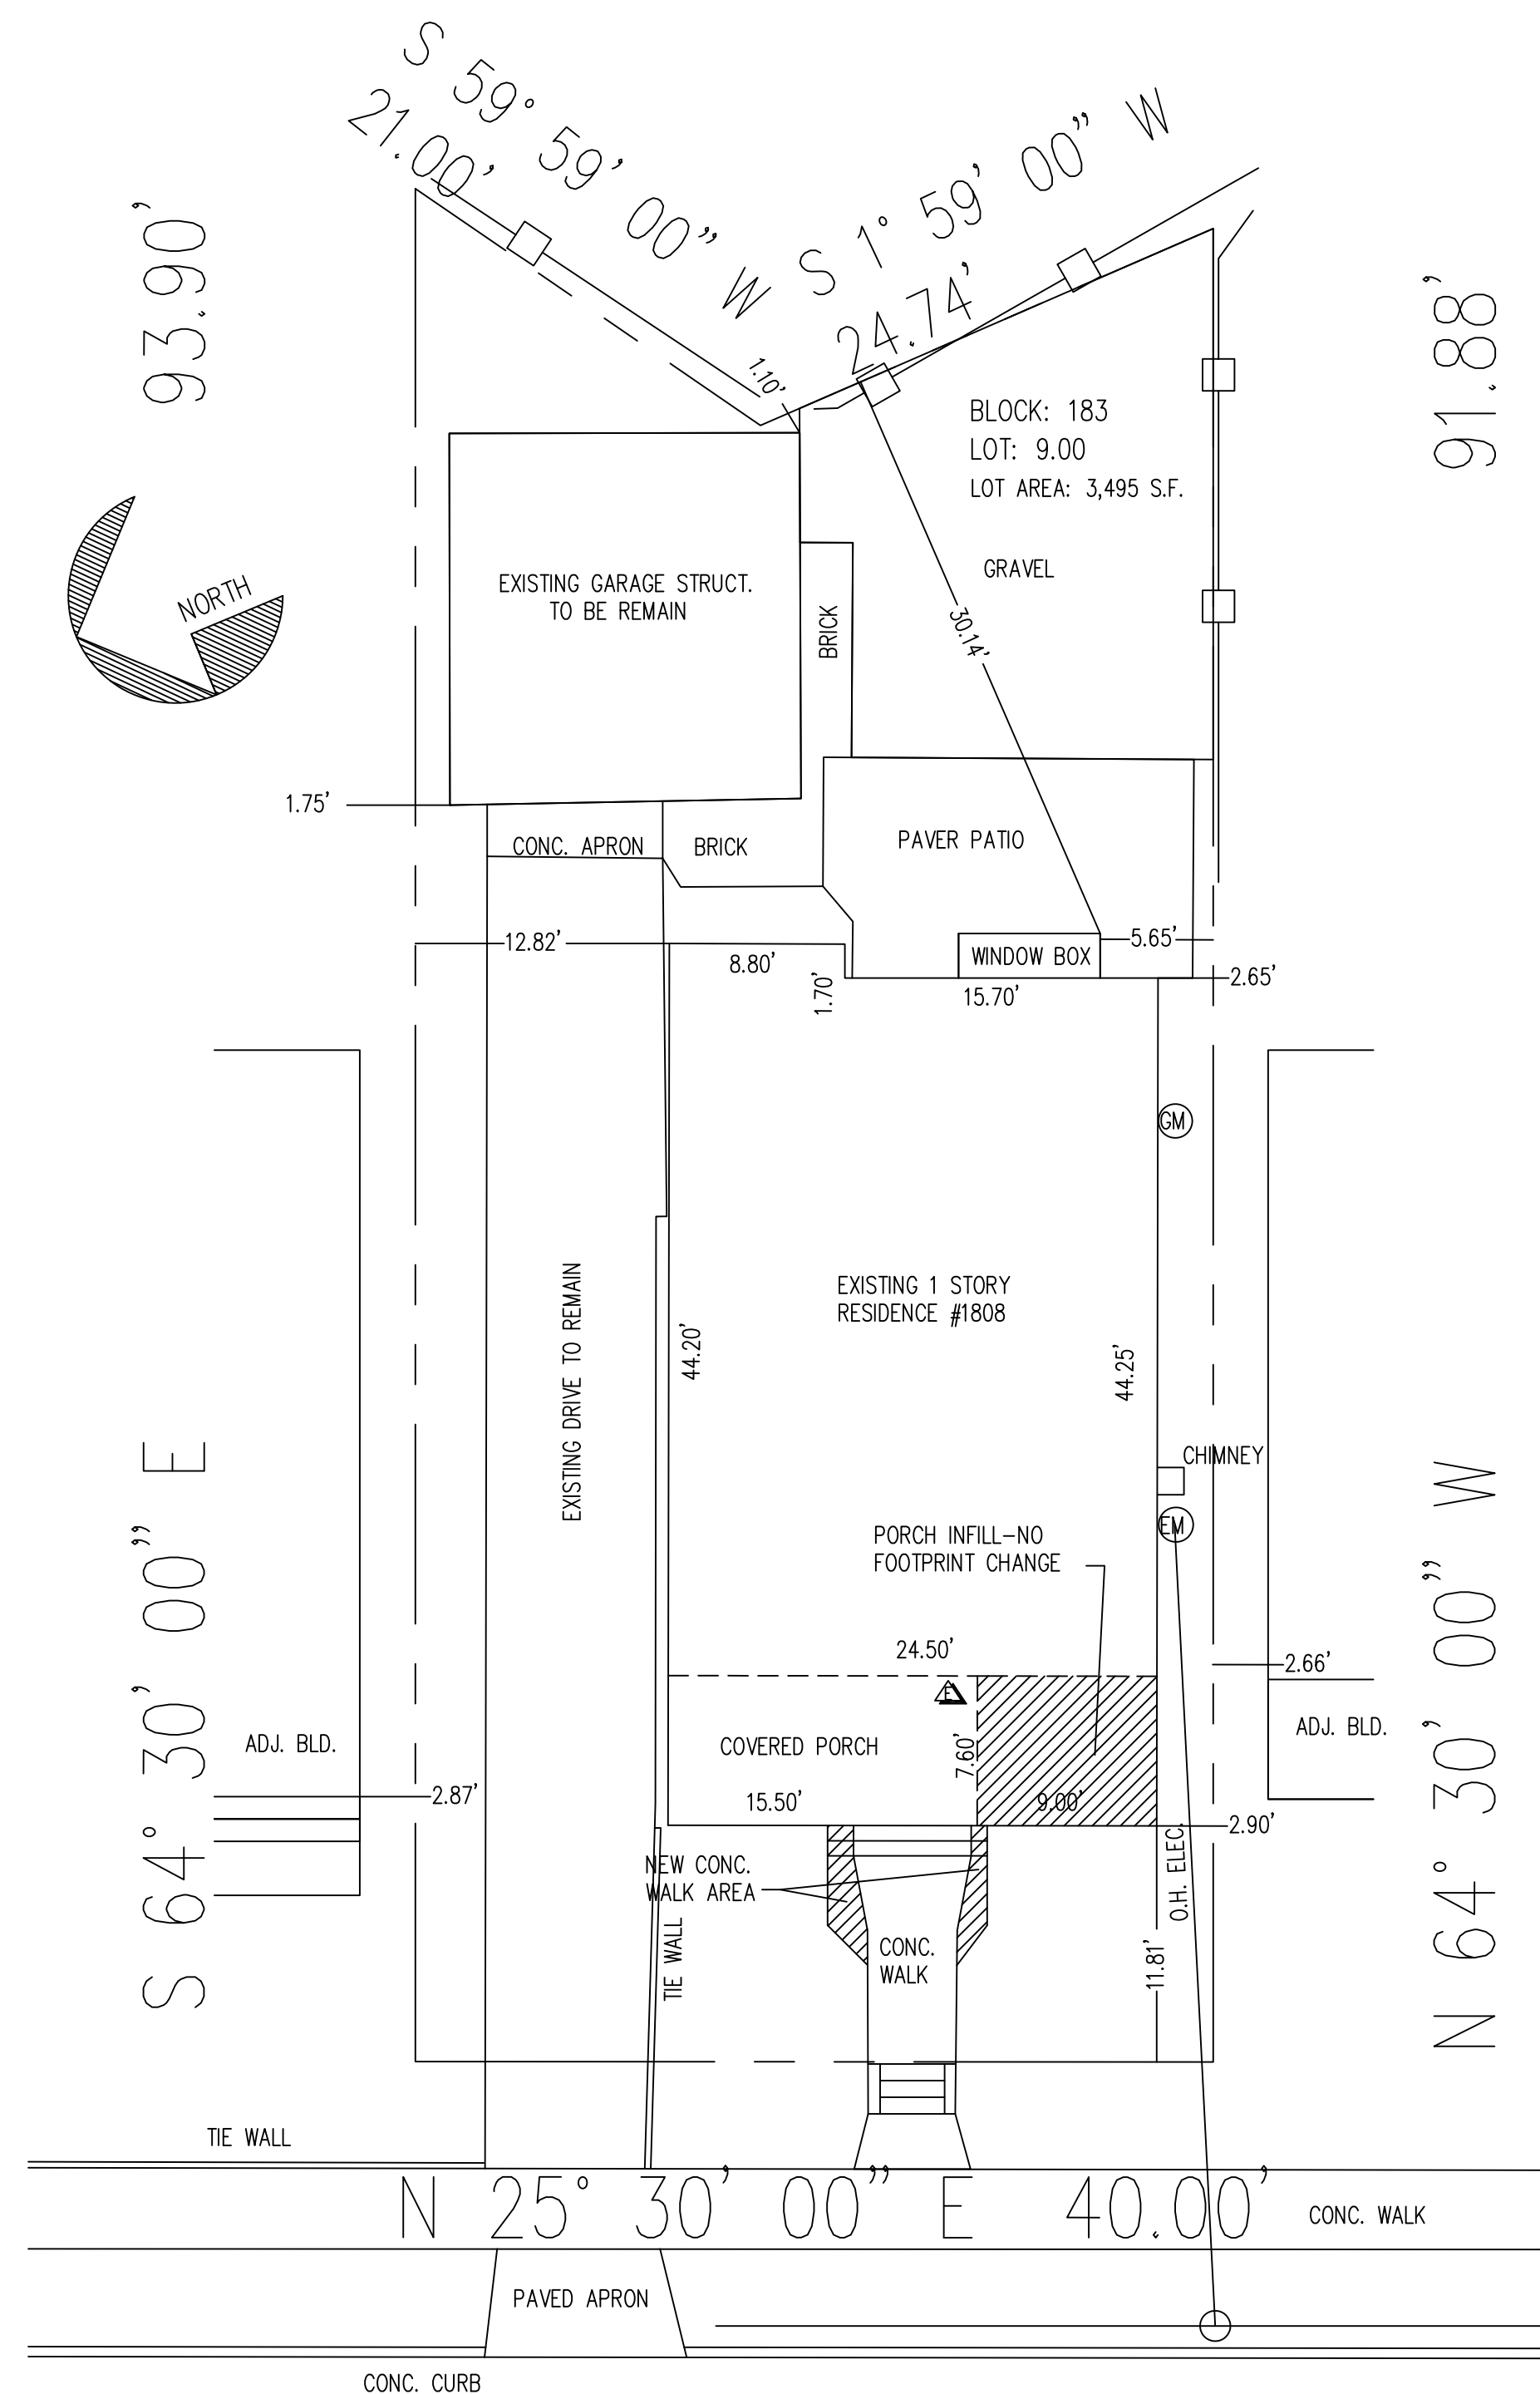 S 59° 59' 00" W
21.00'
S 1° 59' 00" W
24.74'
93.90'
91.88'
1.10'
BLOCK: 183
LOT: 9.00
LOT AREA: 3,495 S.F.
NORTH
EXISTING GARAGE STRUCT.
TO BE REMAIN
BRICK
GRAVEL
30.14'
1.75'
CONC. APRON
BRICK
PAVER PATIO
12.82'
8.80'
1.70'
WINDOW BOX
5.65'
15.70'
2.65'
GM
EXISTING 1 STORY
RESIDENCE #1808
EXISTING DRIVE TO REMAIN
44.20'
44.25'
CHIMNEY
EM
PORCH INFILL-NO
FOOTPRINT CHANGE
S 64° 30' 00" E
N 64° 30' 00" W
24.50'
2.66'
E
ADJ. BLD.
COVERED PORCH
7.60'
ADJ. BLD.
2.87'
15.50'
9.00'
2.90'
NEW CONC.
WALK AREA
O.H. ELEC.
TIE WALL
CONC.
WALK
11.81'
TIE WALL
N 25° 30' 00" E 40.00'
CONC. WALK
PAVED APRON
CONC. CURB